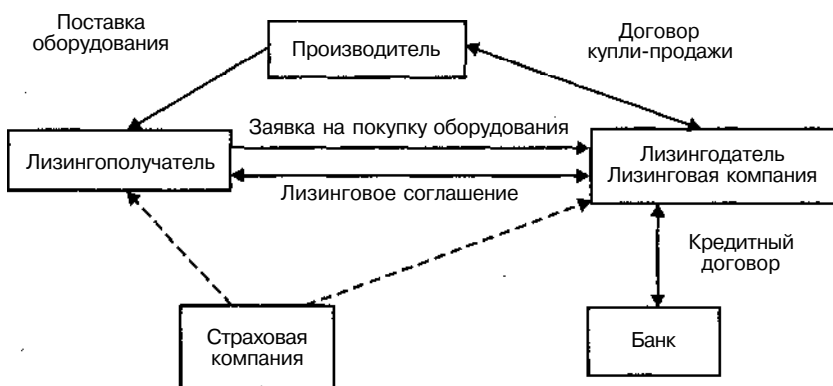 Поставка
оборудования
Производитель
Договор
купли-продажи
Заявка на покупку оборудования
Лизингополучатель
Лизингодатель
Лизинговая компания
Лизинговое соглашение
Кредитный
договор
Страховая
компания
Банк